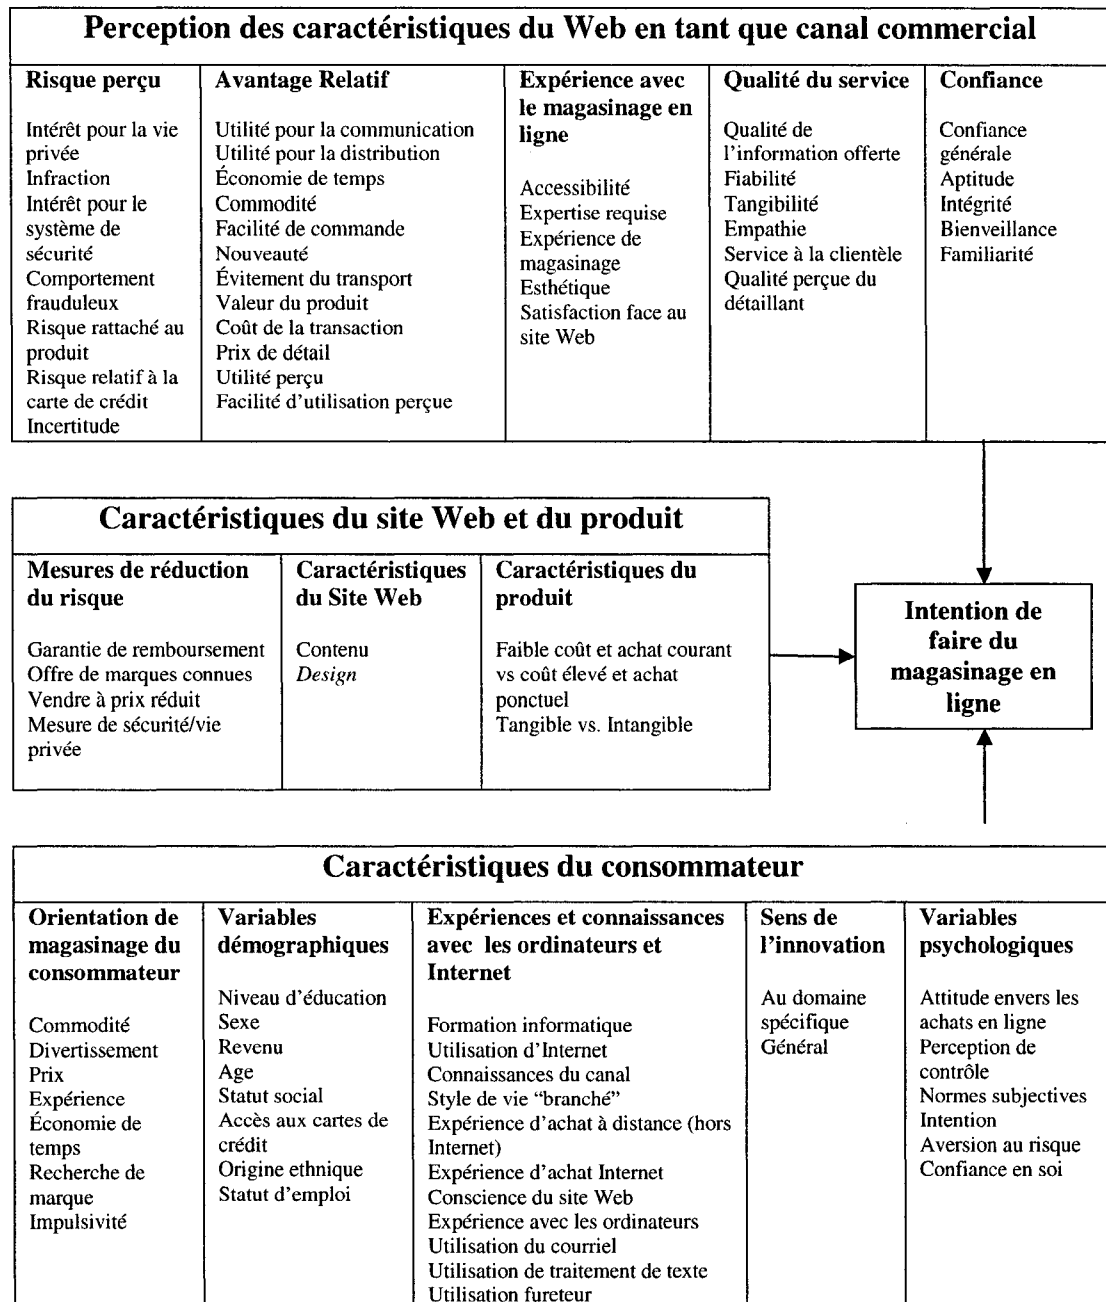 Perception des caractéristiques du Web en tant que canal commercial
Risque perçu
Intérêt pour la vie
privée
Infraction
Intérêt pour le
système de
sécurité
Comportement
frauduleux
Risque rattaché au
produit
Risque relatif à la
carte de crédit
Incertitude
Avantage Relatif
Utilité pour la communication
Utilité pour la distribution
Économie de temps
Commodité
Facilité de commande
Nouveauté
Évitement du transport
Valeur du produit
Coût de la transaction
Prix de détail
Utilité perçu
Facilité d'utilisation perçue
Expérience avec
le magasinage en
ligne
Accessibilité
Expertise requise
Expérience de
magasinage
Esthétique
Satisfaction face au
site Web
Qualité du service
Qualité de
l'information offerte
Fiabilité
Tangibilité
Empathie
Service à la clientèle
Qualité perçue du
détaillant
Confiance
Confiance
générale
Aptitude
Intégrité
Bienveillance
Familiarité
Caractéristiques du site Web et du produit
Mesures de réduction
du risque
Garantie de remboursement
Offre de marques connues
Vendre à prix réduit
Mesure de sécurité/vie
privée
Caractéristiques
du Site Web
Contenu
Design
Caractéristiques du
produit
Faible coût et achat courant
vs coût élevé et achat
ponctuel
Tangible vs. Intangible
Intention de
faire du
magasinage en
ligne
Caractéristiques du consommateur
Orientation de
magasinage du
consommateur
Commodité
Divertissement
Prix
Expérience
Économie de
temps
Recherche de
marque
Impulsivité
Variables
démographiques
Niveau d'éducation
Sexe
Revenu
Age
Statut social
Accès aux cartes de
crédit
Origine ethnique
Statut d'emploi
Expériences et connaissances
avec les ordinateurs et
Internet
Formation informatique
Utilisation d'Internet
Connaissances du canal
Style de vie "branché"
Expérience d'achat à distance (hors
Internet)
Expérience d'achat Internet
Conscience du site Web
Expérience avec les ordinateurs
Utilisation du courriel
Utilisation de traitement de texte
Utilisation fureteur
Sens de
l'innovation
Au domaine
spécifique
Général
Variables
psychologiques
Attitude envers les
achats en ligne
Perception de
contrôle
Normes subjectives
Intention
Aversion au risque
Confiance en soi